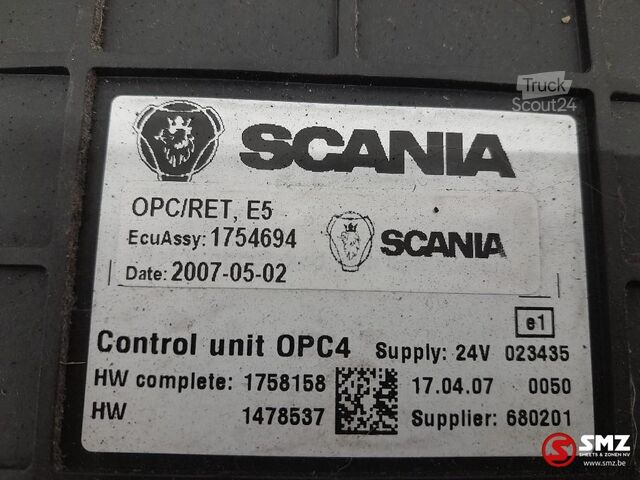 Truck
Scout24
SCANIA
OPC/RET, E5
EcuAssy: 1754694
SCANIA
Date: 2007-05-02
e1
Control unit OPC4 Supply: 24V 023435
HW complete: 1758158 17.04.07 0050
HW 1478537 Supplier: 680201
SMZ
SHEETS & ZONEN NV
www.smz.be